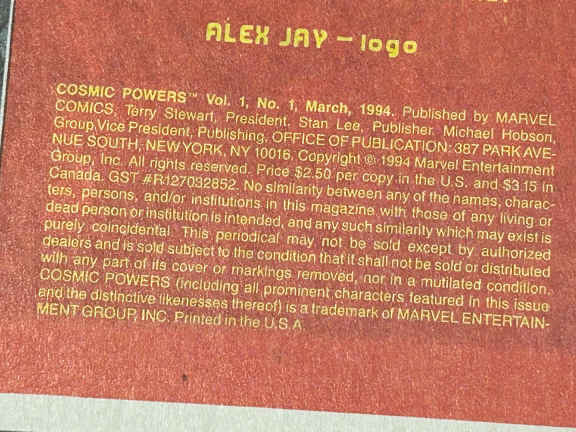 ALEX JAY – logo
COSMIC POWERS™ Vol. 1, No. 1, March, 1994. Published by MARVEL
COMICS, Terry Stewart, President. Stan Lee, Publisher. Michael Hobson,
Group Vice President, Publishing. OFFICE OF PUBLICATION: 387 PARK AVE-
NUE SOUTH, NEW YORK, NY 10016. Copyright © 1994 Marvel Entertainment
Group, Inc. All rights reserved. Price $2.50 per copy in the U.S. and $3.15 in
Canada. GST #R127032852. No similarity between any of the names, charac-
ters, persons, and/or institutions in this magazine with those of any living or
dead person or institution is intended, and any such similarity which may exist is
purely coincidental. This periodical may not be sold except by authorized
dealers and is sold subject to the condition that it shall not be sold or distributed
with any part of its cover or markings removed, nor in a mutilated condition.
COSMIC POWERS (including all prominent characters featured in this issue
and the distinctive likenesses thereof) is a trademark of MARVEL ENTERTAIN-
MENT GROUP, INC. Printed in the U.S.A.